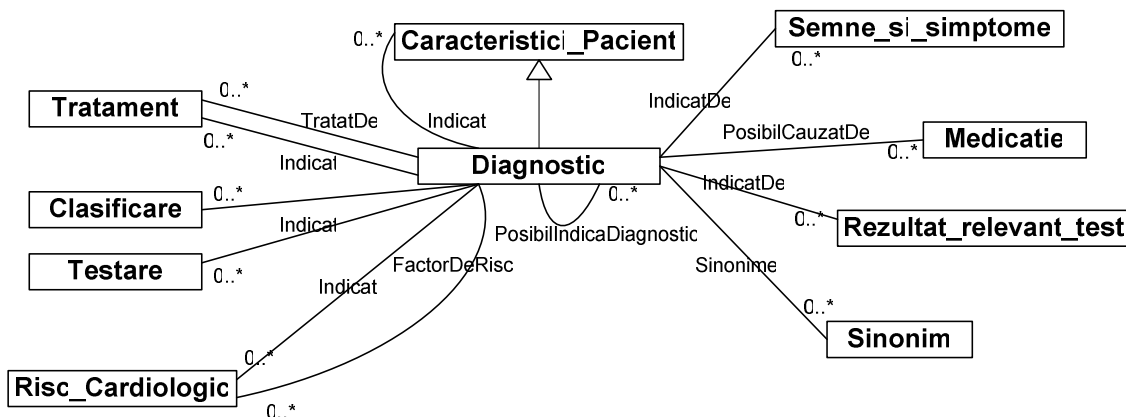 Semne_si_simptome
0..*
Caracteristici_Pacient
0..*
0..*
Tratament
TratatDe
Indicat
IndicatDe
PosibilCauzatDe
Medicatie
0..*
0..*
Indicat
Diagnostic
IndicatDe
0..*
0..*
Clasificare
Indicat
PosibilIndicaDiagnostic
0..*
Rezultat_relevant_test
Testare
0..*
FactorDeRisc
Sinonime
Indicat
0..*
Sinonim
0..*
Risc_Cardiologic
0..*